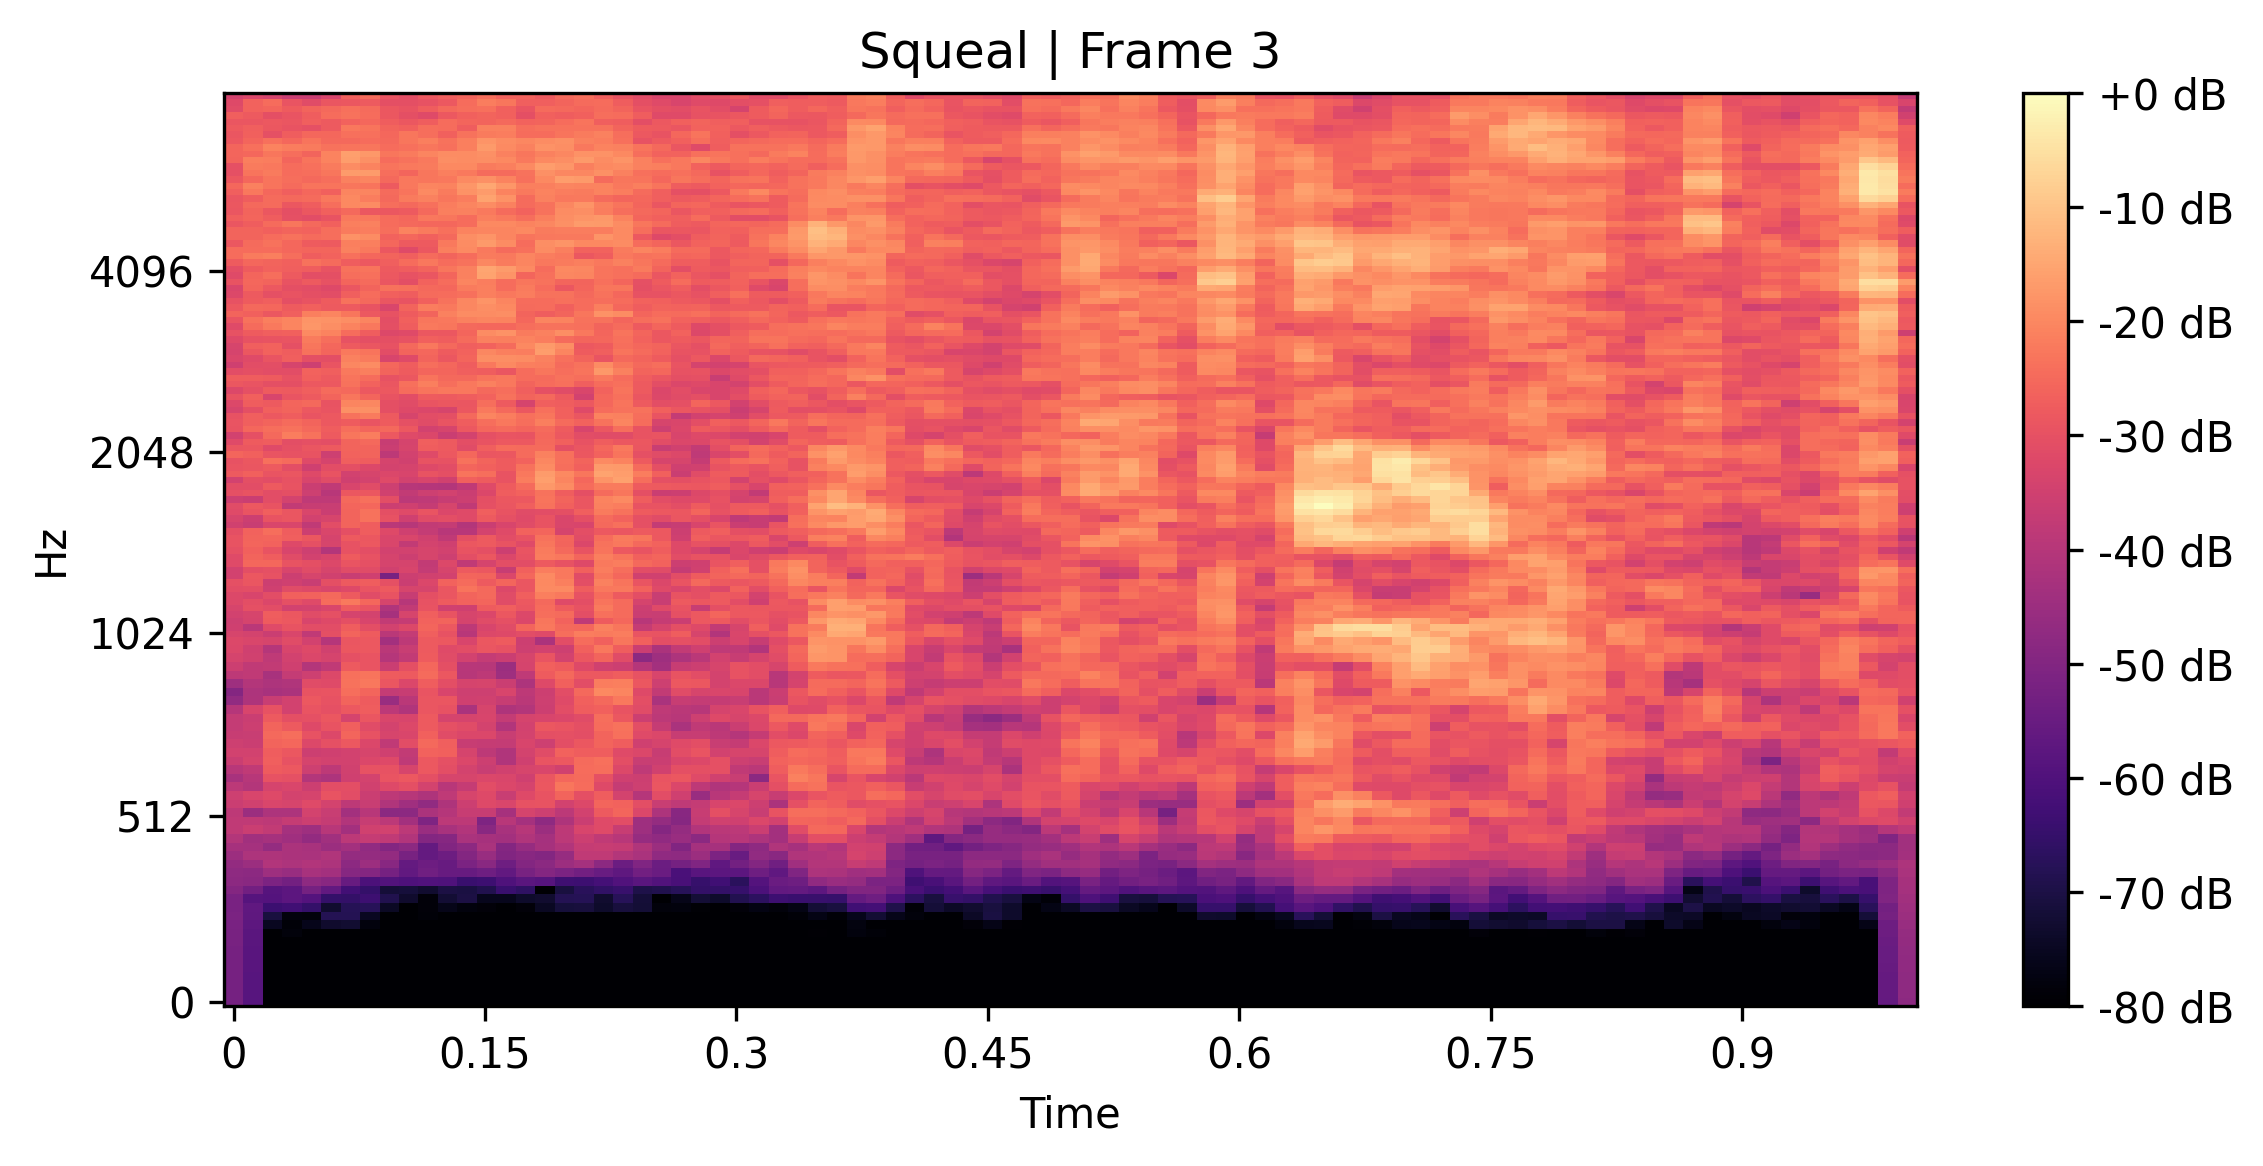 Squeal | Frame 3
Hz
4096
2048
1024
512
0
0 0.15 0.3 0.45 0.6 0.75 0.9
Time
+0 dB
-10 dB
-20 dB
-30 dB
-40 dB
-50 dB
-60 dB
-70 dB
-80 dB